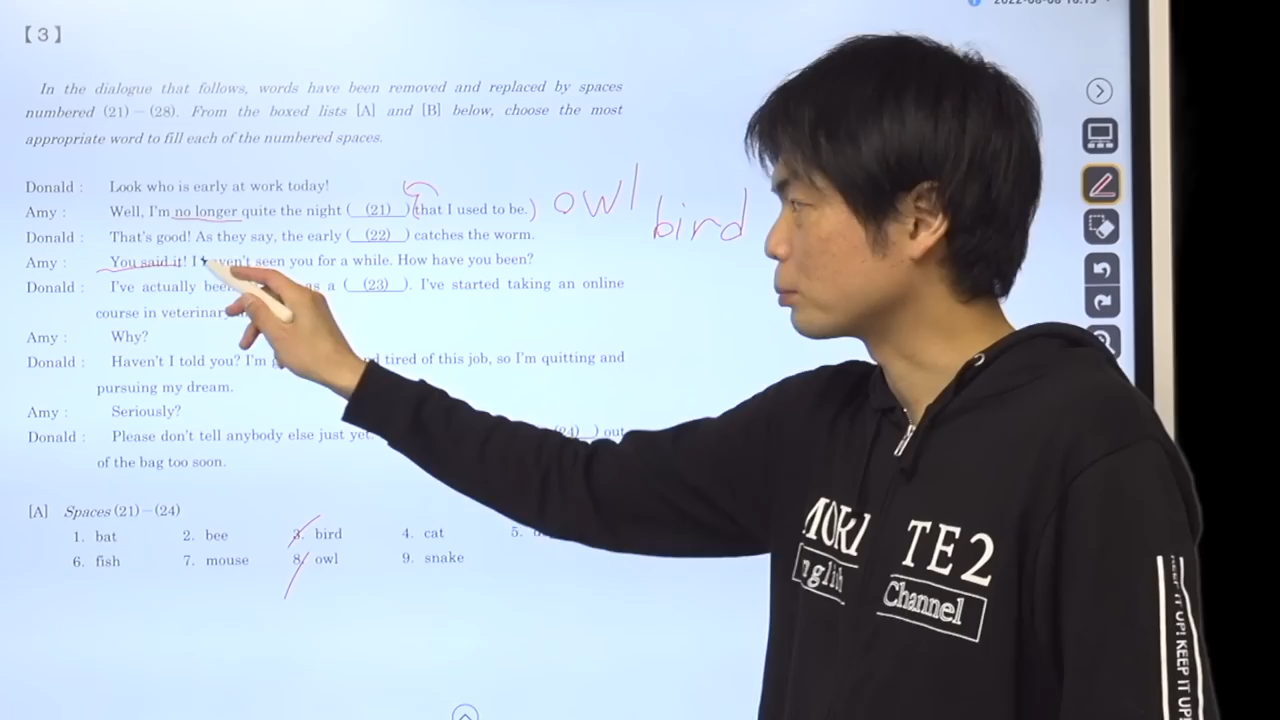 【3】
In the dialogue that follows, words have been removed and replaced by spaces
numbered (21)－(28). From the boxed lists [A] and [B] below, choose the most
appropriate word to fill each of the numbered spaces.
Donald : Look who is early at work today!
Amy : Well, I'm no longer quite the night ( (21) ) (that I used to be.) owl
Donald : That's good! As they say, the early ( (22) ) catches the worm. bird
Amy : You said it! I haven't seen you for a while. How have you been?
Donald : I've actually been as a ( (23) ). I've started taking an online
course in veterinary
Amy : Why?
Donald : Haven't I told you? I'm tired of this job, so I'm quitting and
pursuing my dream.
Amy : Seriously?
Donald : Please don't tell anybody else just yet. (24) ) out
of the bag too soon.
[A] Spaces (21)－(24)
1. bat 2. bee 3. bird 4. cat 5.
6. fish 7. mouse 8. owl 9. snake
TE2
English
Channel
KEEP IT UP! KEEP IT UP!